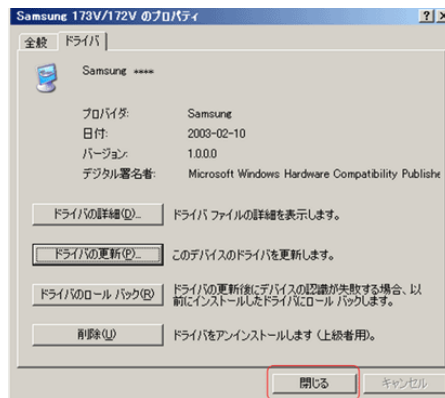 Samsung 173V/172V のプロパティ
全般 ドライバ
Samsung ****
プロバイダ: Samsung
日付: 2003-02-10
バージョン: 1.0.0.0
デジタル署名者: Microsoft Windows Hardware Compatibility Publishe
ドライバの詳細(D)... ドライバ ファイルの詳細を表示します。
ドライバの更新(P)... このデバイスのドライバを更新します。
ドライバのロール バック(R) ドライバの更新後にデバイスの認識が失敗する場合、以
前にインストールしたドライバにロール バックします。
削除(U) ドライバをアンインストールします (上級者用)。
閉じる キャンセル